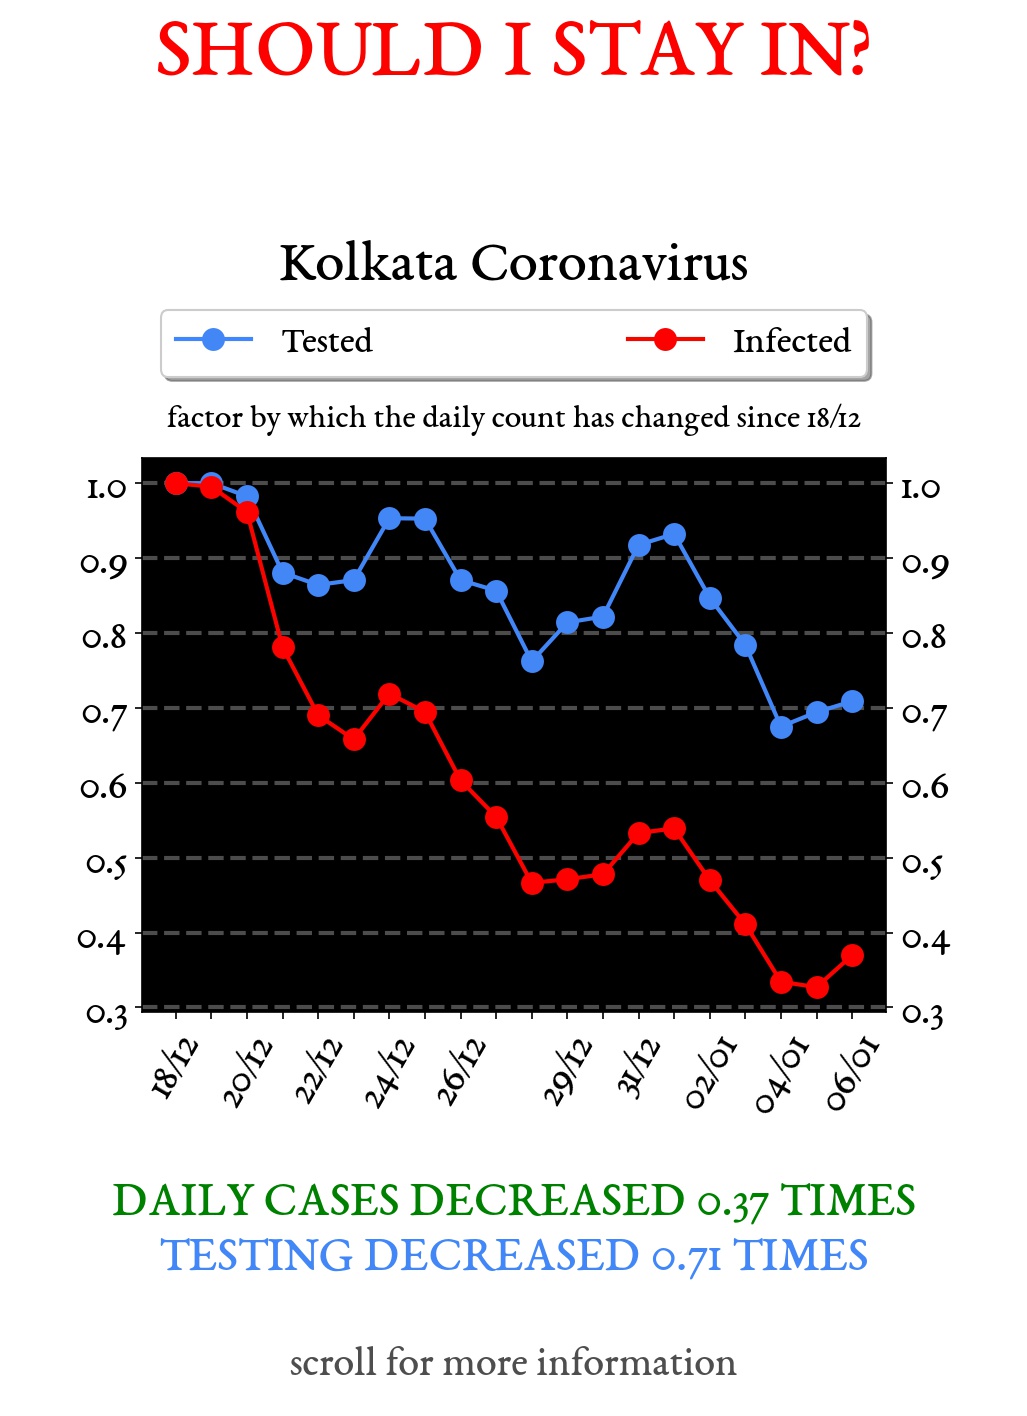 SHOULD I STAY IN?
Kolkata Coronavirus
Tested Infected
factor by which the daily count has changed since 18/12
1.0 1.0
0.9 0.9
0.8 0.8
0.7 0.7
0.6 0.6
0.5 0.5
0.4 0.4
0.3 0.3
18/12 20/12 22/12 24/12 26/12 29/12 31/12 02/01 04/01 06/01
DAILY CASES DECREASED 0.37 TIMES
TESTING DECREASED 0.71 TIMES
scroll for more information